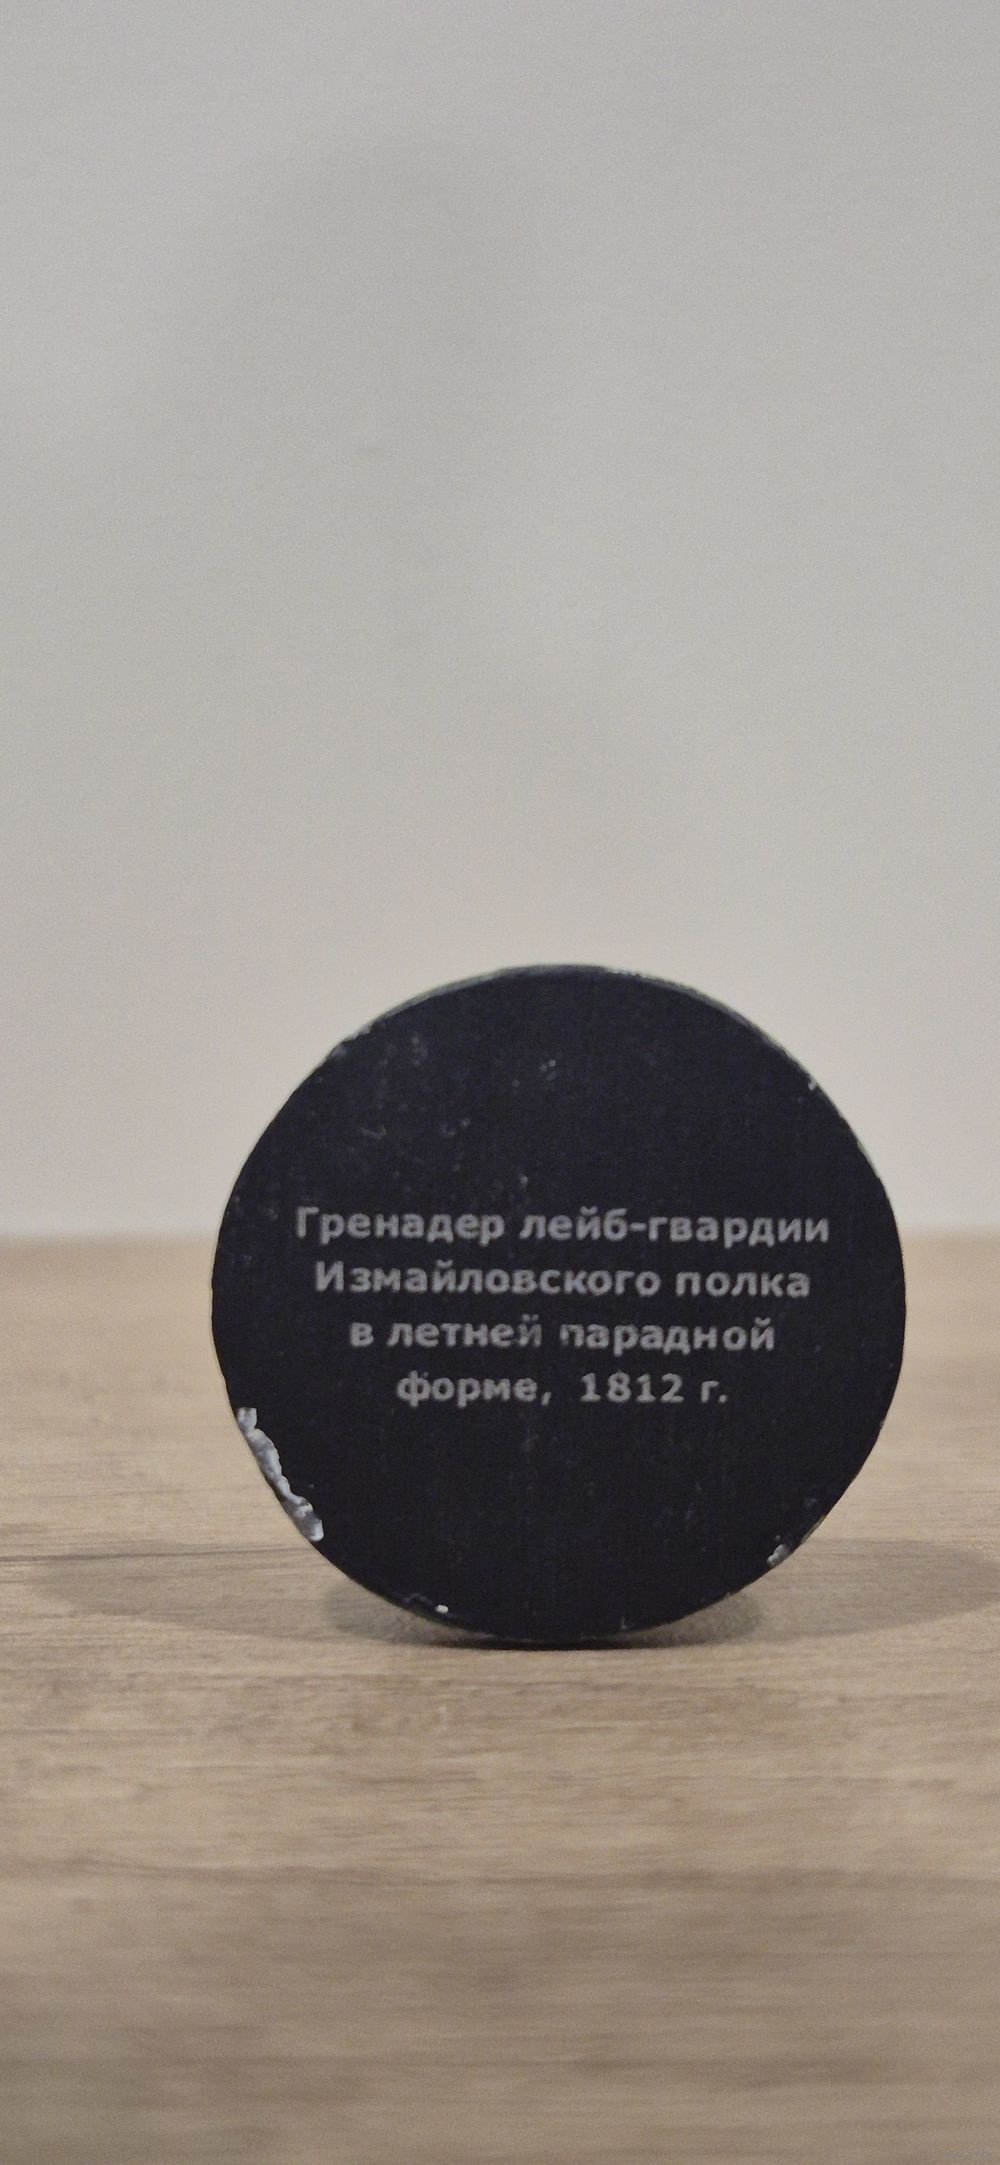 Гренадер лейб-гвардии
Измайловского полка
в летней парадной
форме, 1812 г.